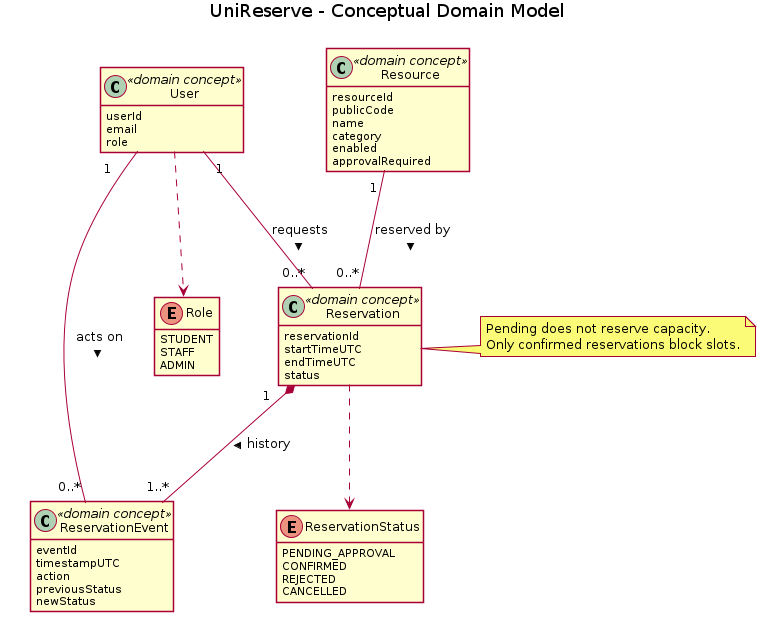 UniReserve - Conceptual Domain Model
C
«domain concept»
User
userId
email
role
C
«domain concept»
Resource
resourceId
publicCode
name
category
enabled
approvalRequired
1
1
1
requests
▼
reserved by
▼
0..*
0..*
acts on
▼
E
Role
STUDENT
STAFF
ADMIN
C
«domain concept»
Reservation
reservationId
startTimeUTC
endTimeUTC
status
Pending does not reserve capacity.
Only confirmed reservations block slots.
1
◄ history
0..*
1..*
C
«domain concept»
ReservationEvent
eventId
timestampUTC
action
previousStatus
newStatus
E
ReservationStatus
PENDING_APPROVAL
CONFIRMED
REJECTED
CANCELLED